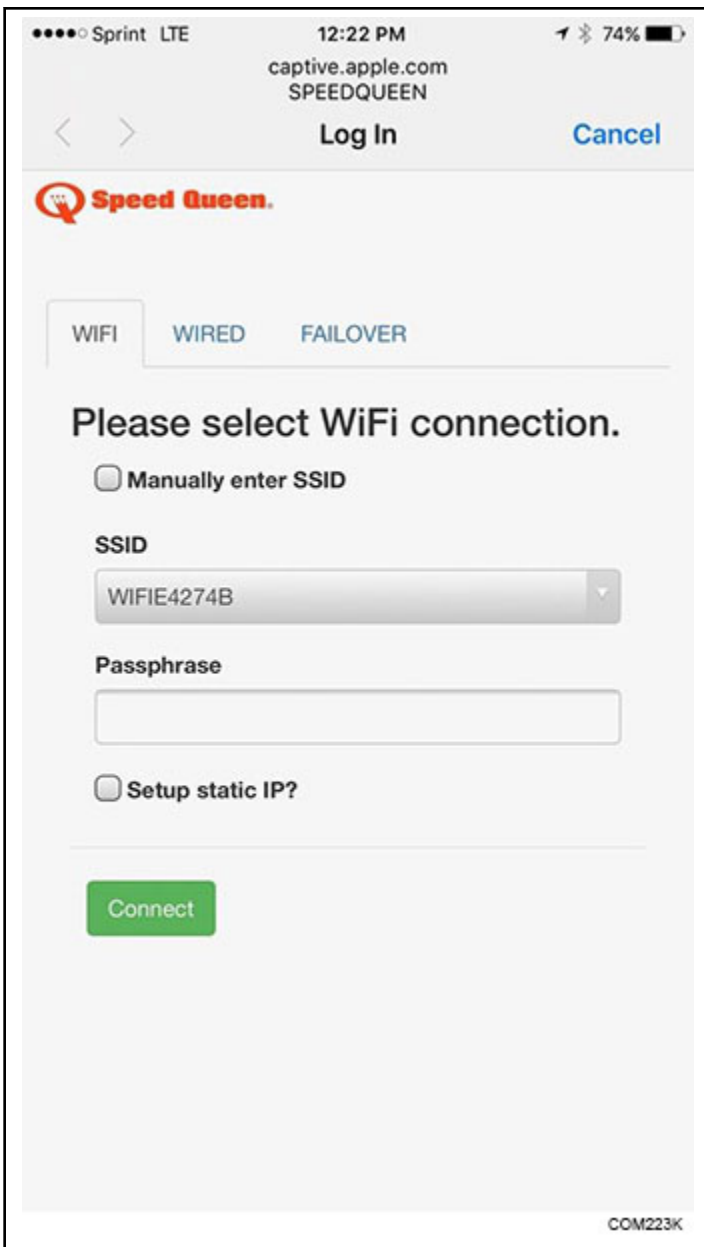 Sprint LTE 12:22 PM 74%
captive.apple.com
SPEEDQUEEN
Log In Cancel
Speed Queen.
WIFI WIRED FAILOVER
Please select WiFi connection.
Manually enter SSID
SSID
WIFIE4274B
Passphrase
Setup static IP?
Connect
COM223K